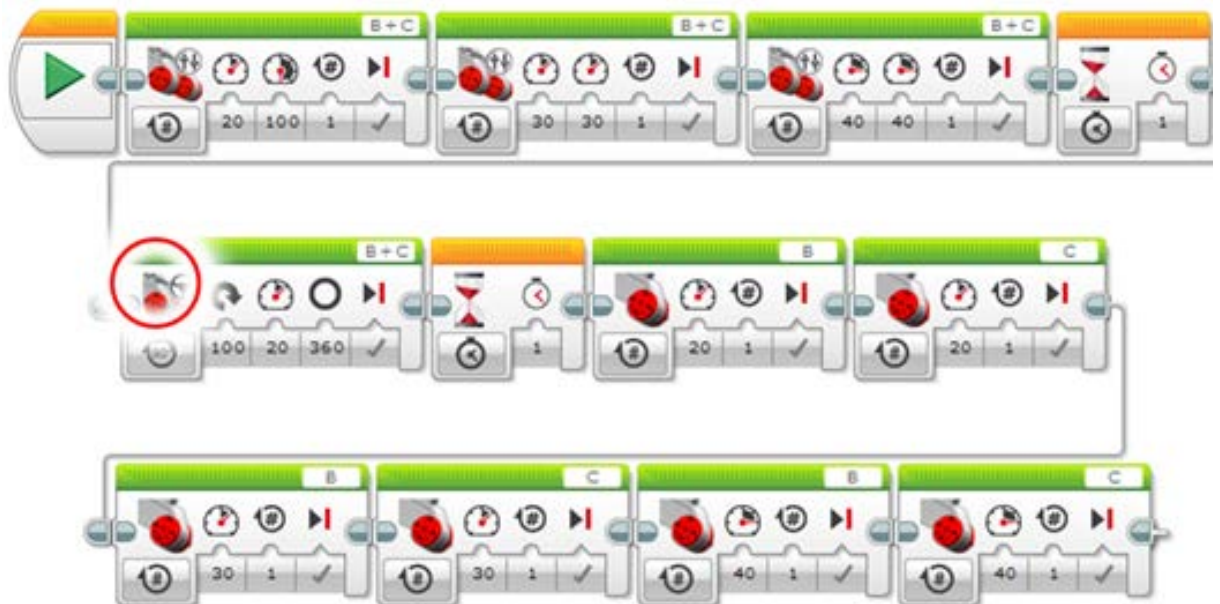 B + C B + C B + C
20 100 1 30 30 1 40 40 1 1
B + C B C
100 20 360 1 20 1 20 1
B C B C
30 1 30 1 40 1 40 1